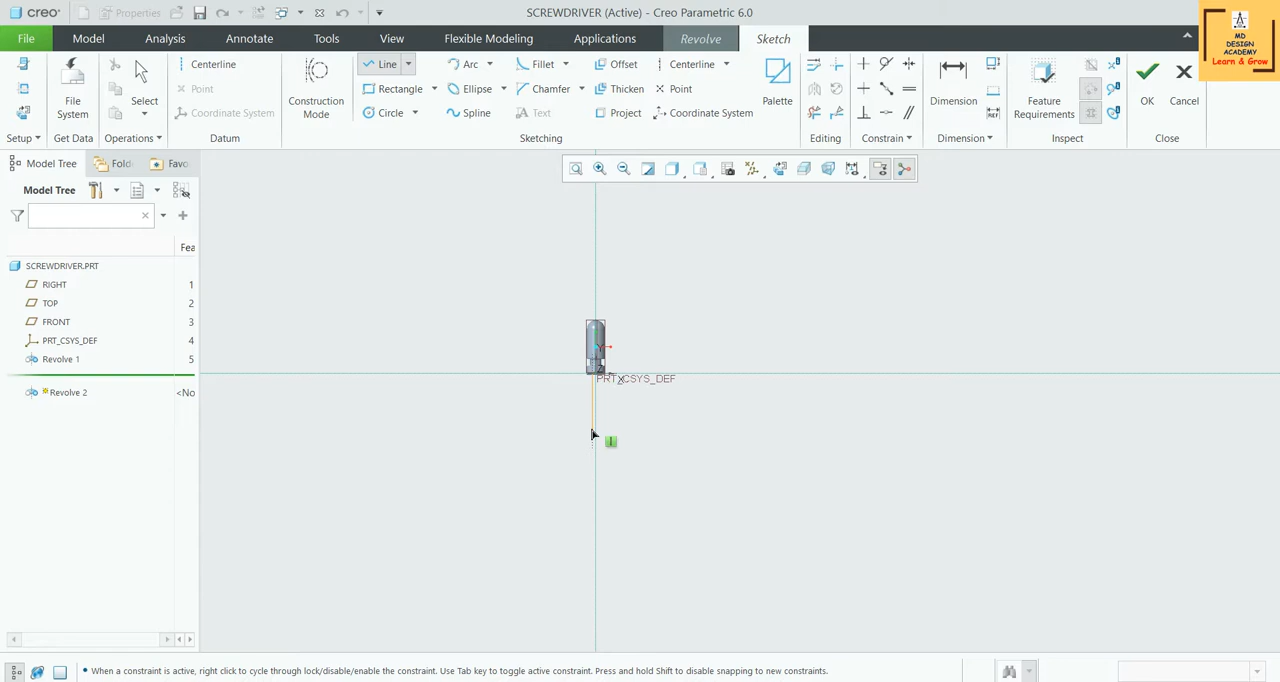 creo
Properties
SCREWDRIVER (Active) - Creo Parametric 6.0
MD
DESIGN
ACADEMY
Learn & Grow
File
Model
Analysis
Annotate
Tools
View
Flexible Modeling
Applications
Revolve
Sketch
File
System
Select
Centerline
Point
Coordinate System
Construction
Mode
Line
Rectangle
Circle
Arc
Ellipse
Spline
Fillet
Chamfer
Text
Offset
Thicken
Project
Centerline
Point
Coordinate System
Palette
Dimension
Feature
Requirements
OK
Cancel
Setup
Get Data
Operations
Datum
Sketching
Editing
Constrain
Dimension
Inspect
Close
Model Tree
Fold
Favo
Model Tree
Fea
SCREWDRIVER.PRT
RIGHT 1
TOP 2
FRONT 3
PRT_CSYS_DEF 4
Revolve 1 5
Revolve 2 <No
PRT_CSYS_DEF
When a constraint is active, right click to cycle through lock/disable/enable the constraint. Use Tab key to toggle active constraint. Press and hold Shift to disable snapping to new constraints.